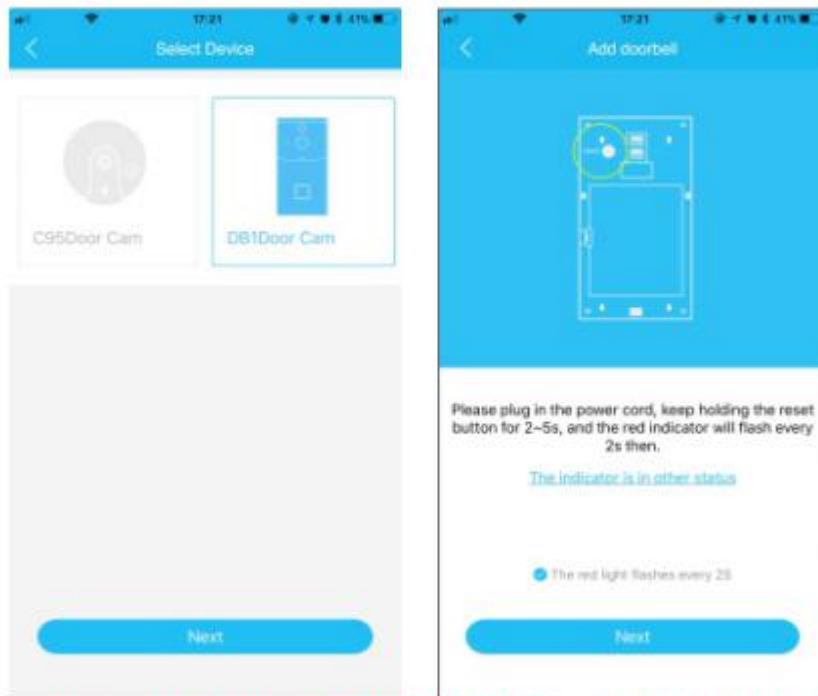 17:21
41%
Select Device
C95Door Cam
DB1Door Cam
Next
17:21
41%
Add doorbell
Please plug in the power cord, keep holding the reset
button for 2~5s, and the red indicator will flash every
2s then.
The indicator is in other status
The red light flashes every 2S
Next